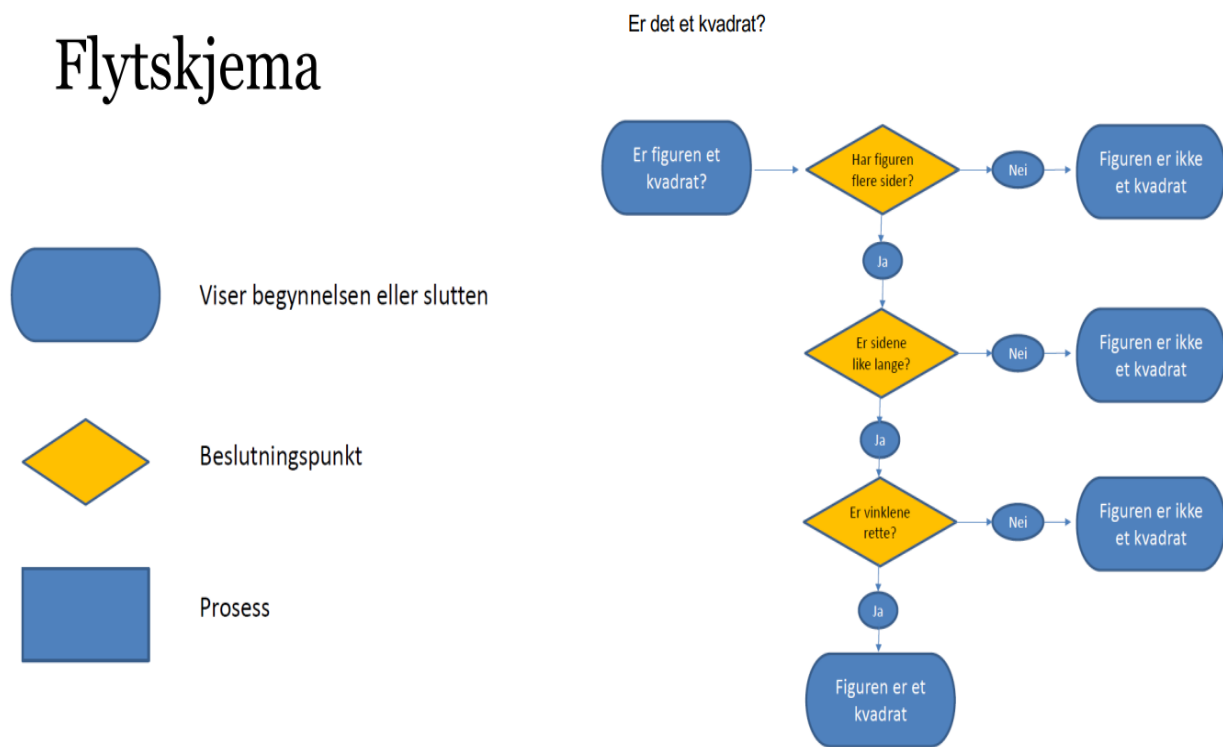 Flytskjema
Viser begynnelsen eller slutten
Beslutningspunkt
Prosess
Er det et kvadrat?
Er figuren et
kvadrat?
Har figuren
flere sider?
Nei
Figuren er ikke
et kvadrat
Ja
Er sidene
like lange?
Nei
Figuren er ikke
et kvadrat
Ja
Er vinklene
rette?
Nei
Figuren er ikke
et kvadrat
Ja
Figuren er et
kvadrat